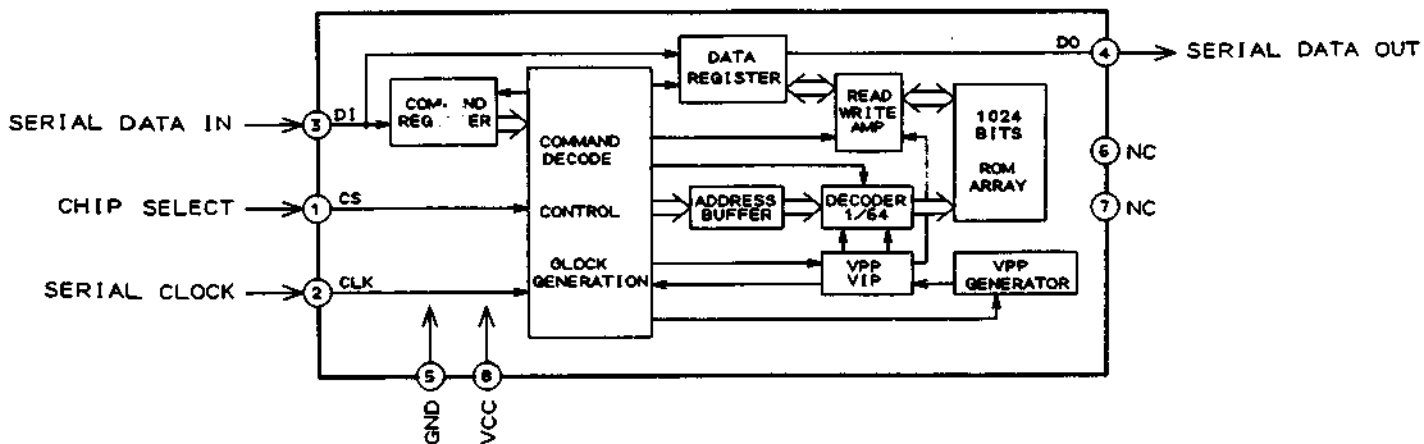 SERIAL DATA IN
3
DI
CHIP SELECT
1
CS
SERIAL CLOCK
2
CLK
5
GND
8
VCC
COMMAND
DECODE
CONTROL
GLOCK
GENERATION
DATA
REGISTER
READ
WRITE
AMP
1024
BITS
ROM
ARRAY
ADDRESS
BUFFER
DECODER
1/64
VPP
VIP
VPP
GENERATOR
DO
4
SERIAL DATA OUT
6
NC
7
NC